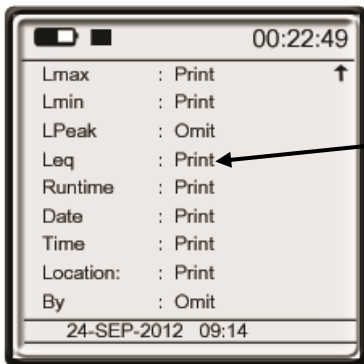 00:22:49
Lmax : Print
Lmin : Print
LPeak : Omit
Leq : Print
Runtime : Print
Date : Print
Time : Print
Location: : Print
By : Omit
24-SEP-2012 09:14